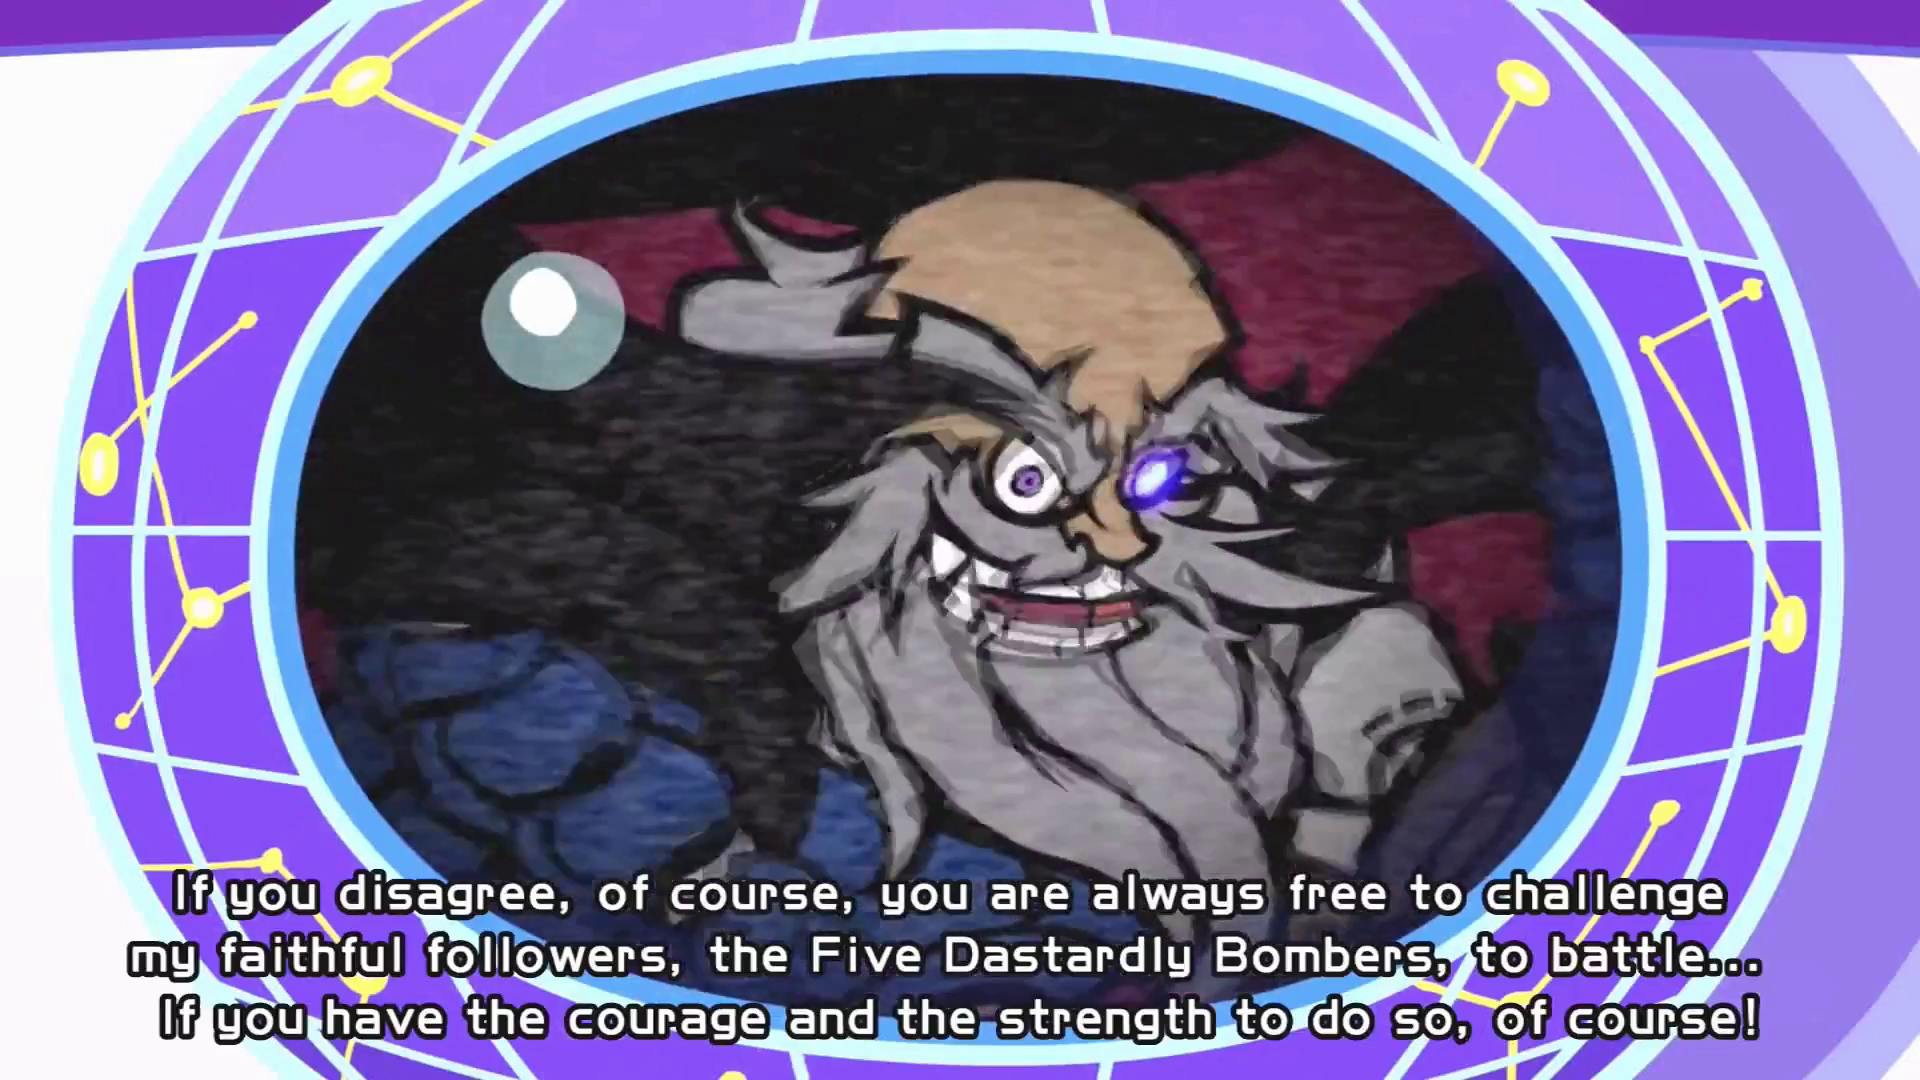 If you disagree, of course, you are always free to challenge
my faithful followers, the Five Dastardly Bombers, to battle...
If you have the courage and the strength to do so, of course!